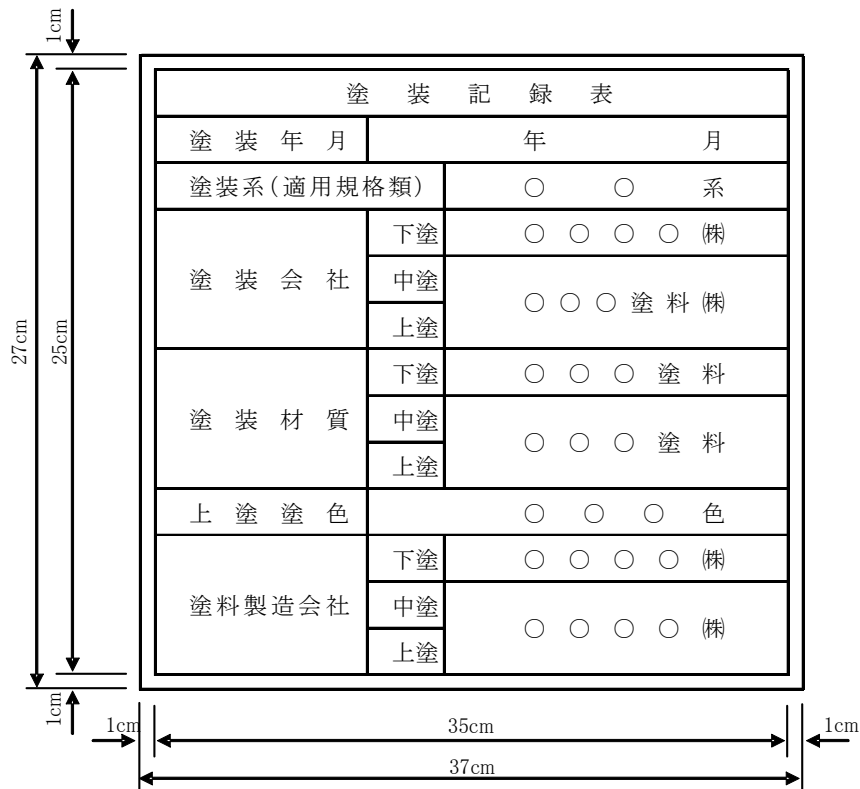 1cm
27cm
25cm
1cm
塗装記録表
塗装年月 年 月
塗装系(適用規格類) ○○系
塗装会社 下塗 ○○○○㈱
中塗 ○○○塗料㈱
上塗
塗装材質 下塗 ○○○塗料
中塗 ○○○塗料
上塗
上塗塗色 ○○○色
塗料製造会社 下塗 ○○○○㈱
中塗 ○○○○㈱
上塗
1cm 35cm 1cm
37cm